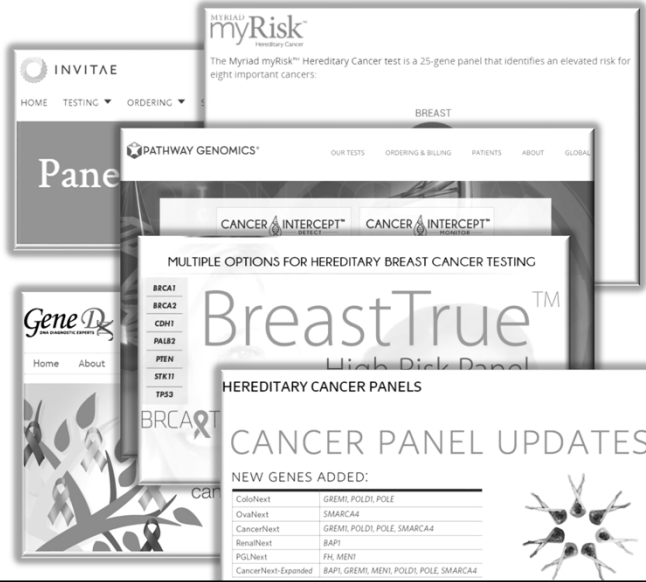 MYRIAD
myRisk™
Hereditary Cancer
The Myriad myRisk™ Hereditary Cancer test is a 25-gene panel that identifies an elevated risk for
eight important cancers:
BREAST
INVITAE
HOME TESTING ▼ ORDERING ▼
Pane
PATHWAY GENOMICS®
OUR TESTS ORDERING & BILLING PATIENTS ABOUT GLOBAL
CANCER INTERCEPT™
DETECT
CANCER INTERCEPT™
MONITOR
MULTIPLE OPTIONS FOR HEREDITARY BREAST CANCER TESTING
BRCA1
BRCA2
CDH1
PALB2
PTEN
STK11
TP53
BreastTrue™
High Risk Panel
BRCA T
GeneDx
DNA DIAGNOSTIC EXPERTS
Home About
can
HEREDITARY CANCER PANELS
CANCER PANEL UPDATES
NEW GENES ADDED:
ColoNext GREM1, POLD1, POLE
OvaNext SMARCA4
CancerNext GREM1, POLD1, POLE, SMARCA4
RenalNext BAP1
PGLNext FH, MEN1
CancerNext-Expanded BAP1, GREM1, MEN1, POLD1, POLE, SMARCA4